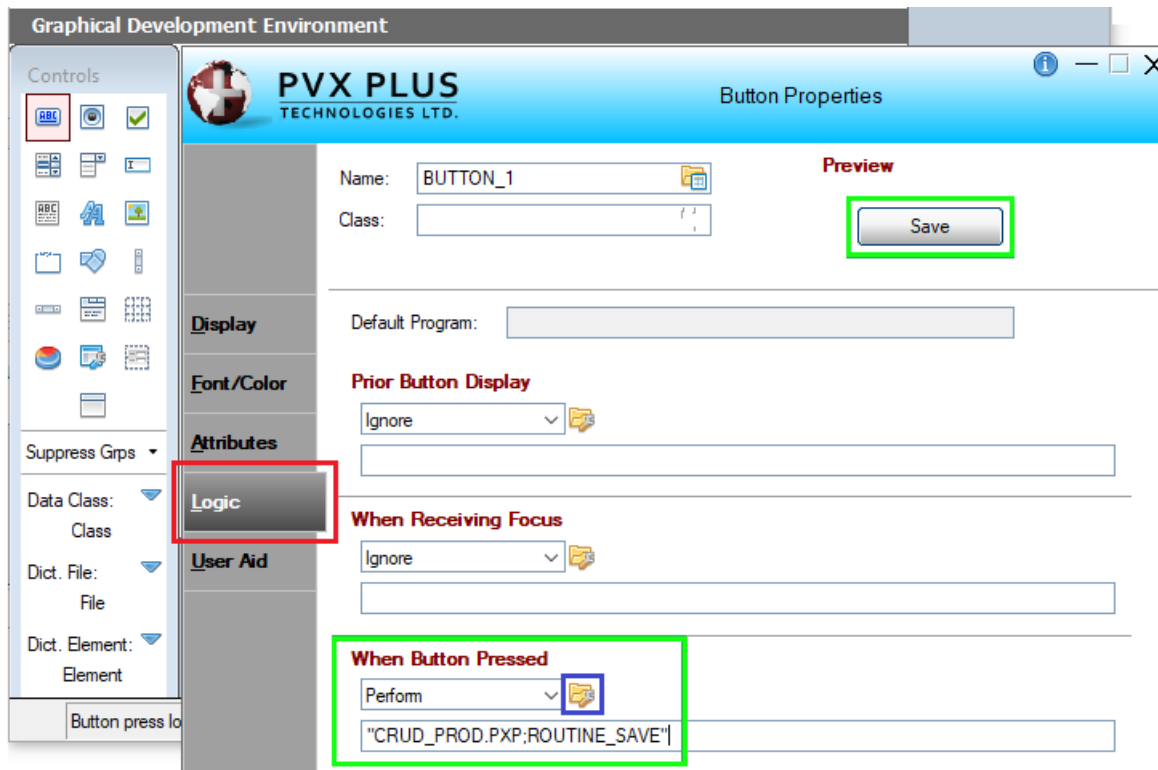 Graphical Development Environment
Controls
PVX PLUS
TECHNOLOGIES LTD.
Button Properties
ABC
ABC
Name: BUTTON_1
Class:
Preview
Save
Display
Font/Color
Attributes
Logic
User Aid
Default Program:
Prior Button Display
Ignore
When Receiving Focus
Ignore
When Button Pressed
Perform
"CRUD_PROD.PXP;ROUTINE_SAVE"
Suppress Grps
Data Class:
Class
Dict. File:
File
Dict. Element:
Element
Button press lo